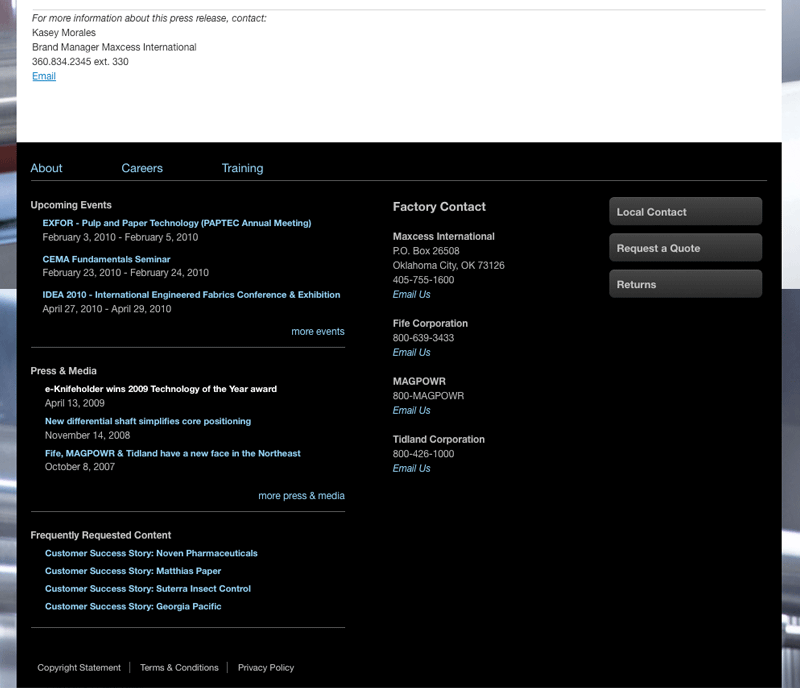 For more information about this press release, contact:
Kasey Morales
Brand Manager Maxcess International
360.834.2345 ext. 330
Email
About
Careers
Training
Upcoming Events
EXFOR - Pulp and Paper Technology (PAPTEC Annual Meeting)
February 3, 2010 - February 5, 2010
CEMA Fundamentals Seminar
February 23, 2010 - February 24, 2010
IDEA 2010 - International Engineered Fabrics Conference & Exhibition
April 27, 2010 - April 29, 2010
more events
Press & Media
e-Knifeholder wins 2009 Technology of the Year award
April 13, 2009
New differential shaft simplifies core positioning
November 14, 2008
Fife, MAGPOWR & Tidland have a new face in the Northeast
October 8, 2007
more press & media
Frequently Requested Content
Customer Success Story: Noven Pharmaceuticals
Customer Success Story: Matthias Paper
Customer Success Story: Suterra Insect Control
Customer Success Story: Georgia Pacific
Factory Contact
Maxcess International
P.O. Box 26508
Oklahoma City, OK 73126
405-755-1600
Email Us
Fife Corporation
800-639-3433
Email Us
MAGPOWR
800-MAGPOWR
Email Us
Tidland Corporation
800-426-1000
Email Us
Local Contact
Request a Quote
Returns
Copyright Statement
Terms & Conditions
Privacy Policy